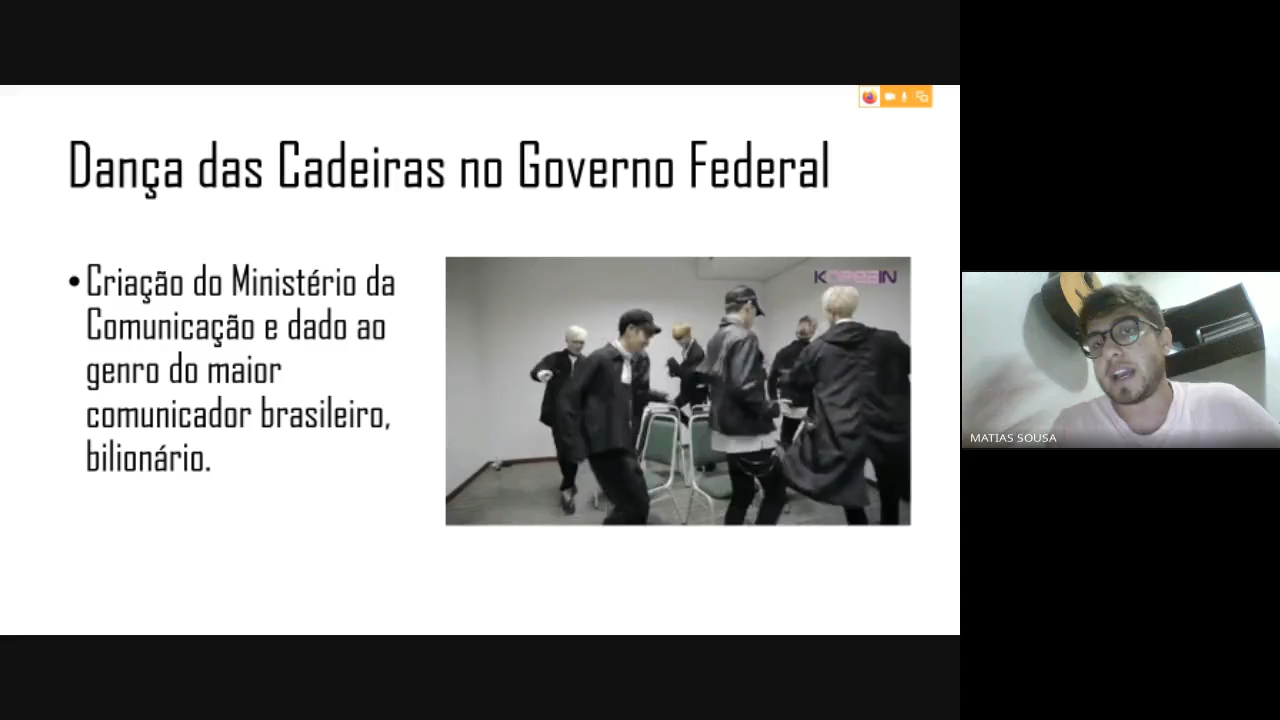 Dança das Cadeiras no Governo Federal
• Criação do Ministério da
Comunicação e dado ao
genro do maior
comunicador brasileiro,
bilionário.
MATIAS SOUSA